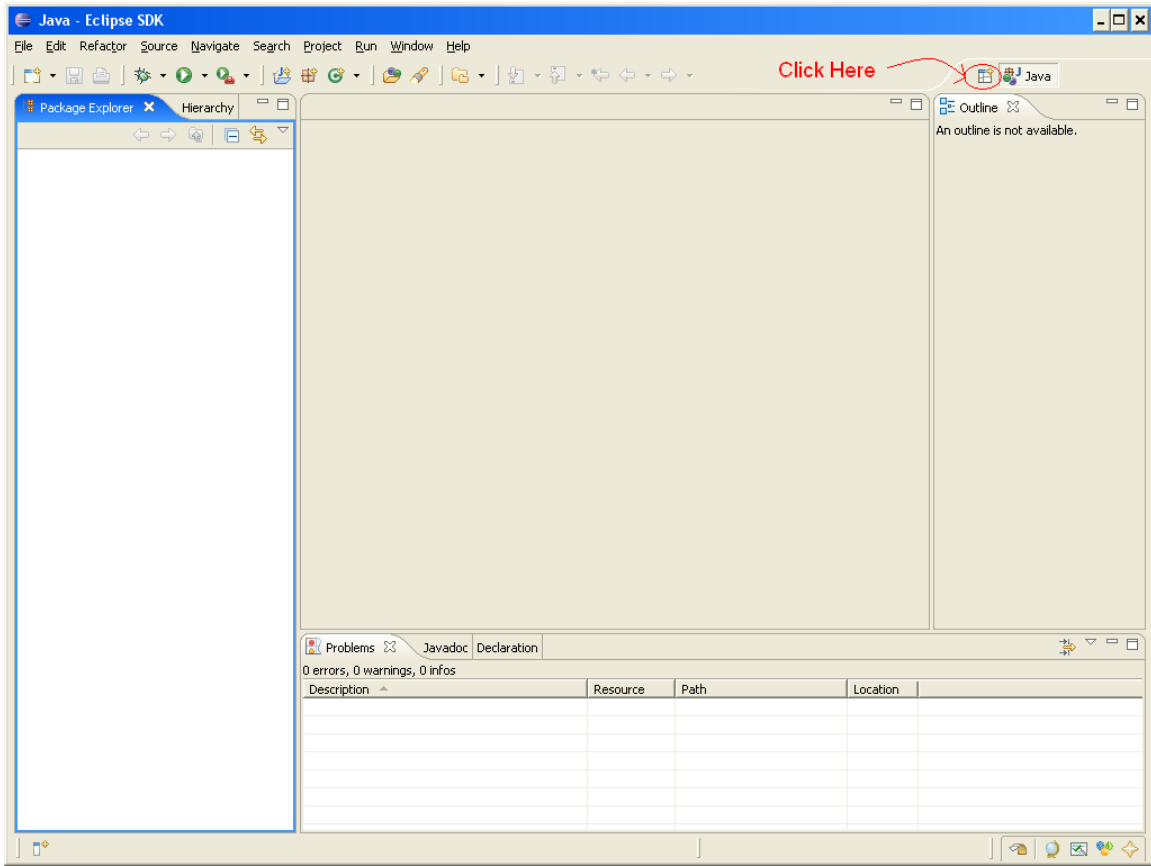 Java - Eclipse SDK
File Edit Refactor Source Navigate Search Project Run Window Help
Click Here
Java
Package Explorer
Hierarchy
Outline
An outline is not available.
Problems
Javadoc
Declaration
0 errors, 0 warnings, 0 infos
Description Resource Path Location